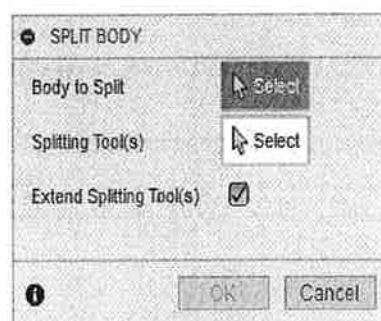 SPLIT BODY
Body to Split Select
Splitting Tool(s) Select
Extend Splitting Tool(s)
OK Cancel